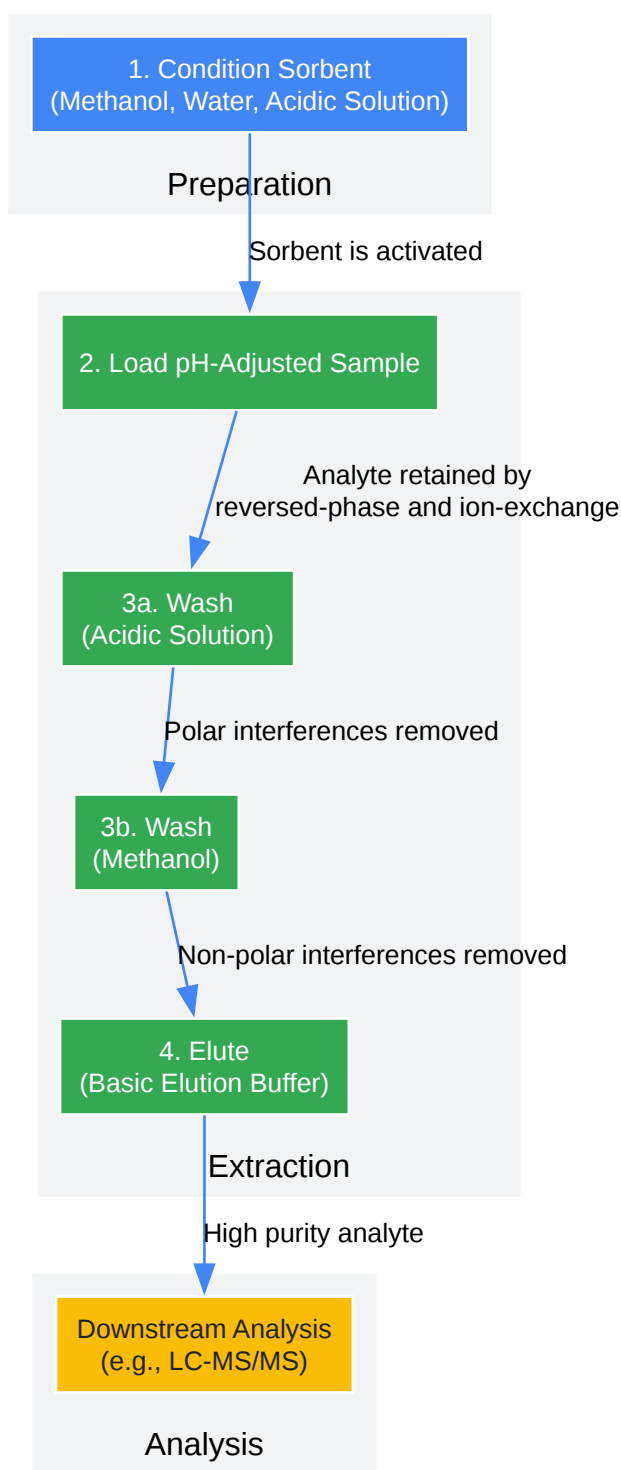 1. Condition Sorbent
(Methanol, Water, Acidic Solution)
Preparation
Sorbent is activated
2. Load pH-Adjusted Sample
Analyte retained by
reversed-phase and ion-exchange
3a. Wash
(Acidic Solution)
Polar interferences removed
3b. Wash
(Methanol)
Non-polar interferences removed
4. Elute
(Basic Elution Buffer)
Extraction
High purity analyte
Downstream Analysis
(e.g., LC-MS/MS)
Analysis